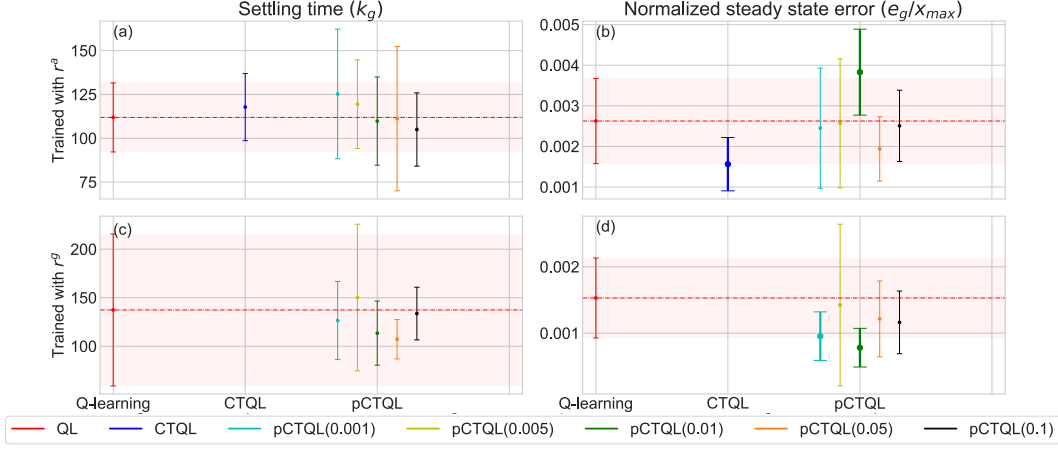 Settling time (k_g)
Normalized steady state error (e_g/x_max)
Trained with r^a
(a)
150
125
100
75
(b)
0.005
0.004
0.003
0.002
0.001
Trained with r^g
(c)
200
150
100
(d)
0.002
0.001
Q-learning CTQL pCTQL
Q-learning CTQL pCTQL
QL CTQL pCTQL(0.001) pCTQL(0.005) pCTQL(0.01) pCTQL(0.05) pCTQL(0.1)